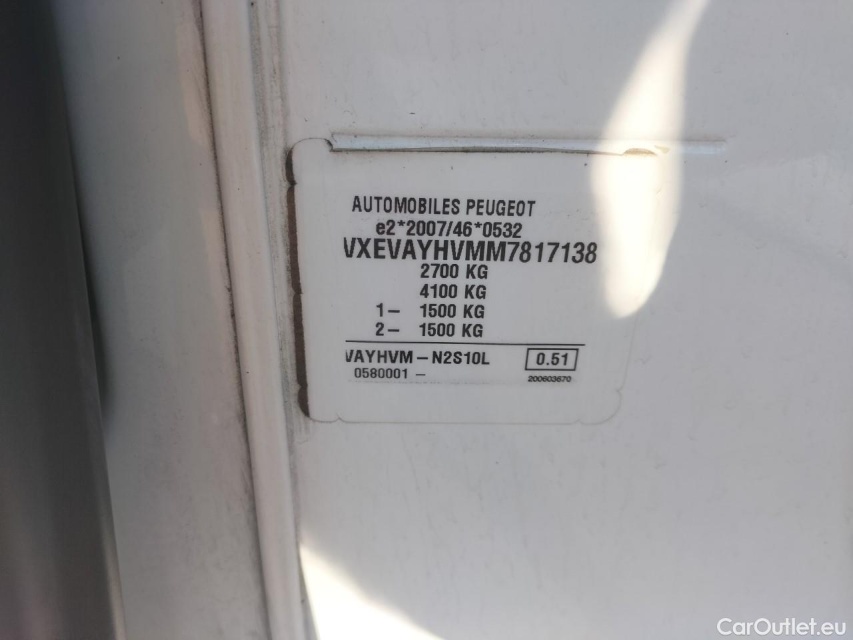 AUTOMOBILES PEUGEOT
e2*2007/46*0532
VXEVAYHVMM7817138
2700 KG
4100 KG
1- 1500 KG
2- 1500 KG
VAYHVM-N2S10L 0.51
0580001 - 200603670
CarOutlet.eu